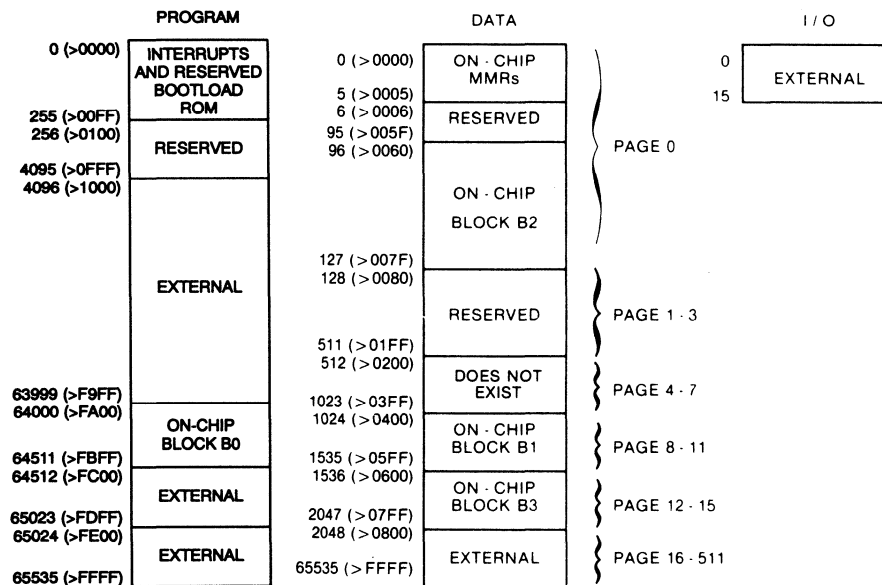 PROGRAM
0 (>0000)
INTERRUPTS
AND RESERVED
BOOTLOAD
ROM
255 (>00FF)
256 (>0100)
RESERVED
4095 (>0FFF)
4096 (>1000)
EXTERNAL
63999 (>F9FF)
64000 (>FA00)
ON-CHIP
BLOCK B0
64511 (>FBFF)
64512 (>FC00)
EXTERNAL
65023 (>FDFF)
65024 (>FE00)
EXTERNAL
65535 (>FFFF)
DATA
0 (>0000)
ON - CHIP
MMRs
5 (>0005)
6 (>0006)
RESERVED
95 (>005F)
96 (>0060)
ON - CHIP
BLOCK B2
127 (>007F)
128 (>0080)
RESERVED
511 (>01FF)
512 (>0200)
DOES NOT
EXIST
1023 (>03FF)
1024 (>0400)
ON - CHIP
BLOCK B1
1535 (>05FF)
1536 (>0600)
ON - CHIP
BLOCK B3
2047 (>07FF)
2048 (>0800)
EXTERNAL
65535 (>FFFF)
PAGE 0
PAGE 1 - 3
PAGE 4 - 7
PAGE 8 - 11
PAGE 12 - 15
PAGE 16 - 511
I / O
0
EXTERNAL
15